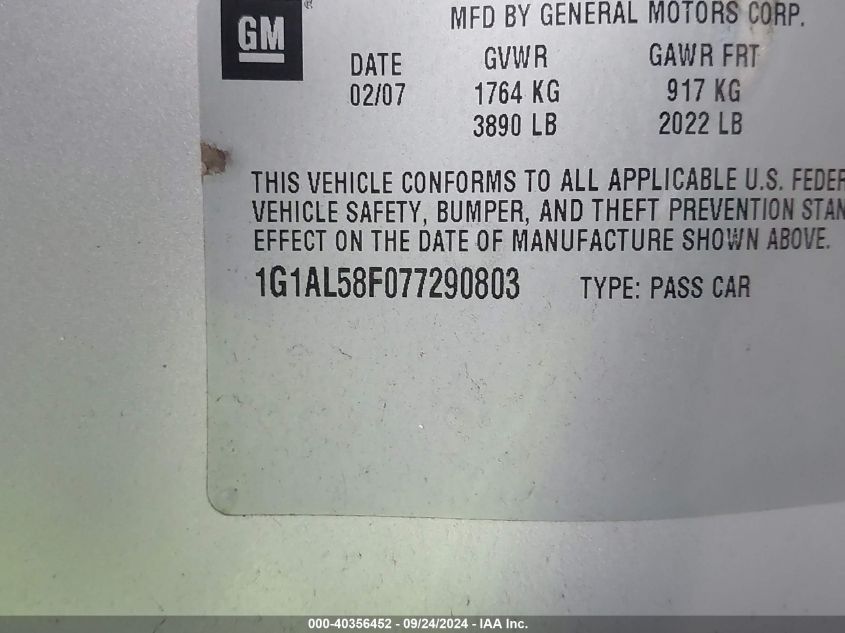 GM ®
MFD BY GENERAL MOTORS CORP.
DATE GVWR GAWR FRT
02/07 1764 KG 917 KG
3890 LB 2022 LB
THIS VEHICLE CONFORMS TO ALL APPLICABLE U.S. FEDER
VEHICLE SAFETY, BUMPER, AND THEFT PREVENTION STAN
EFFECT ON THE DATE OF MANUFACTURE SHOWN ABOVE.
1G1AL58F077290803 TYPE: PASS CAR
000-40356452 - 09/24/2024 - IAA Inc.